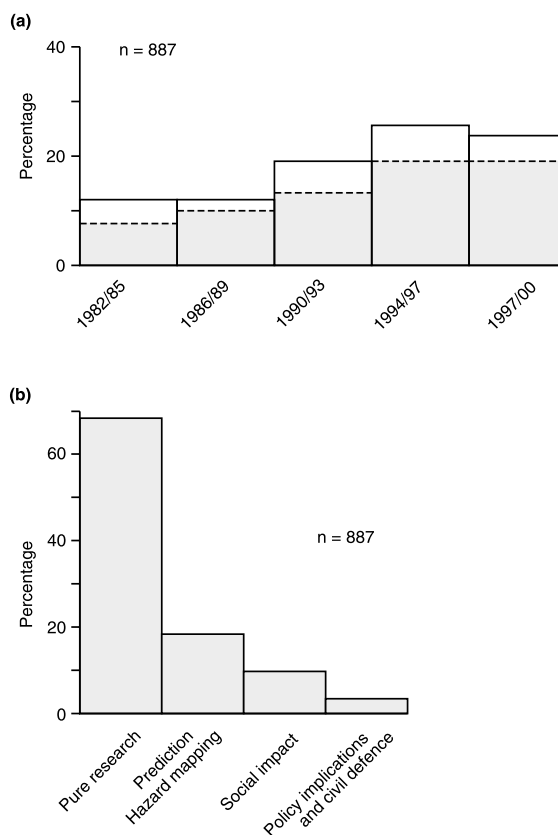 (a)
40
n = 887
Percentage
20
0
1982/85
1986/89
1990/93
1994/97
1997/00
(b)
60
n = 887
40
Percentage
20
0
Pure research
Prediction
Hazard mapping
Social impact
Policy implications
and civil defence